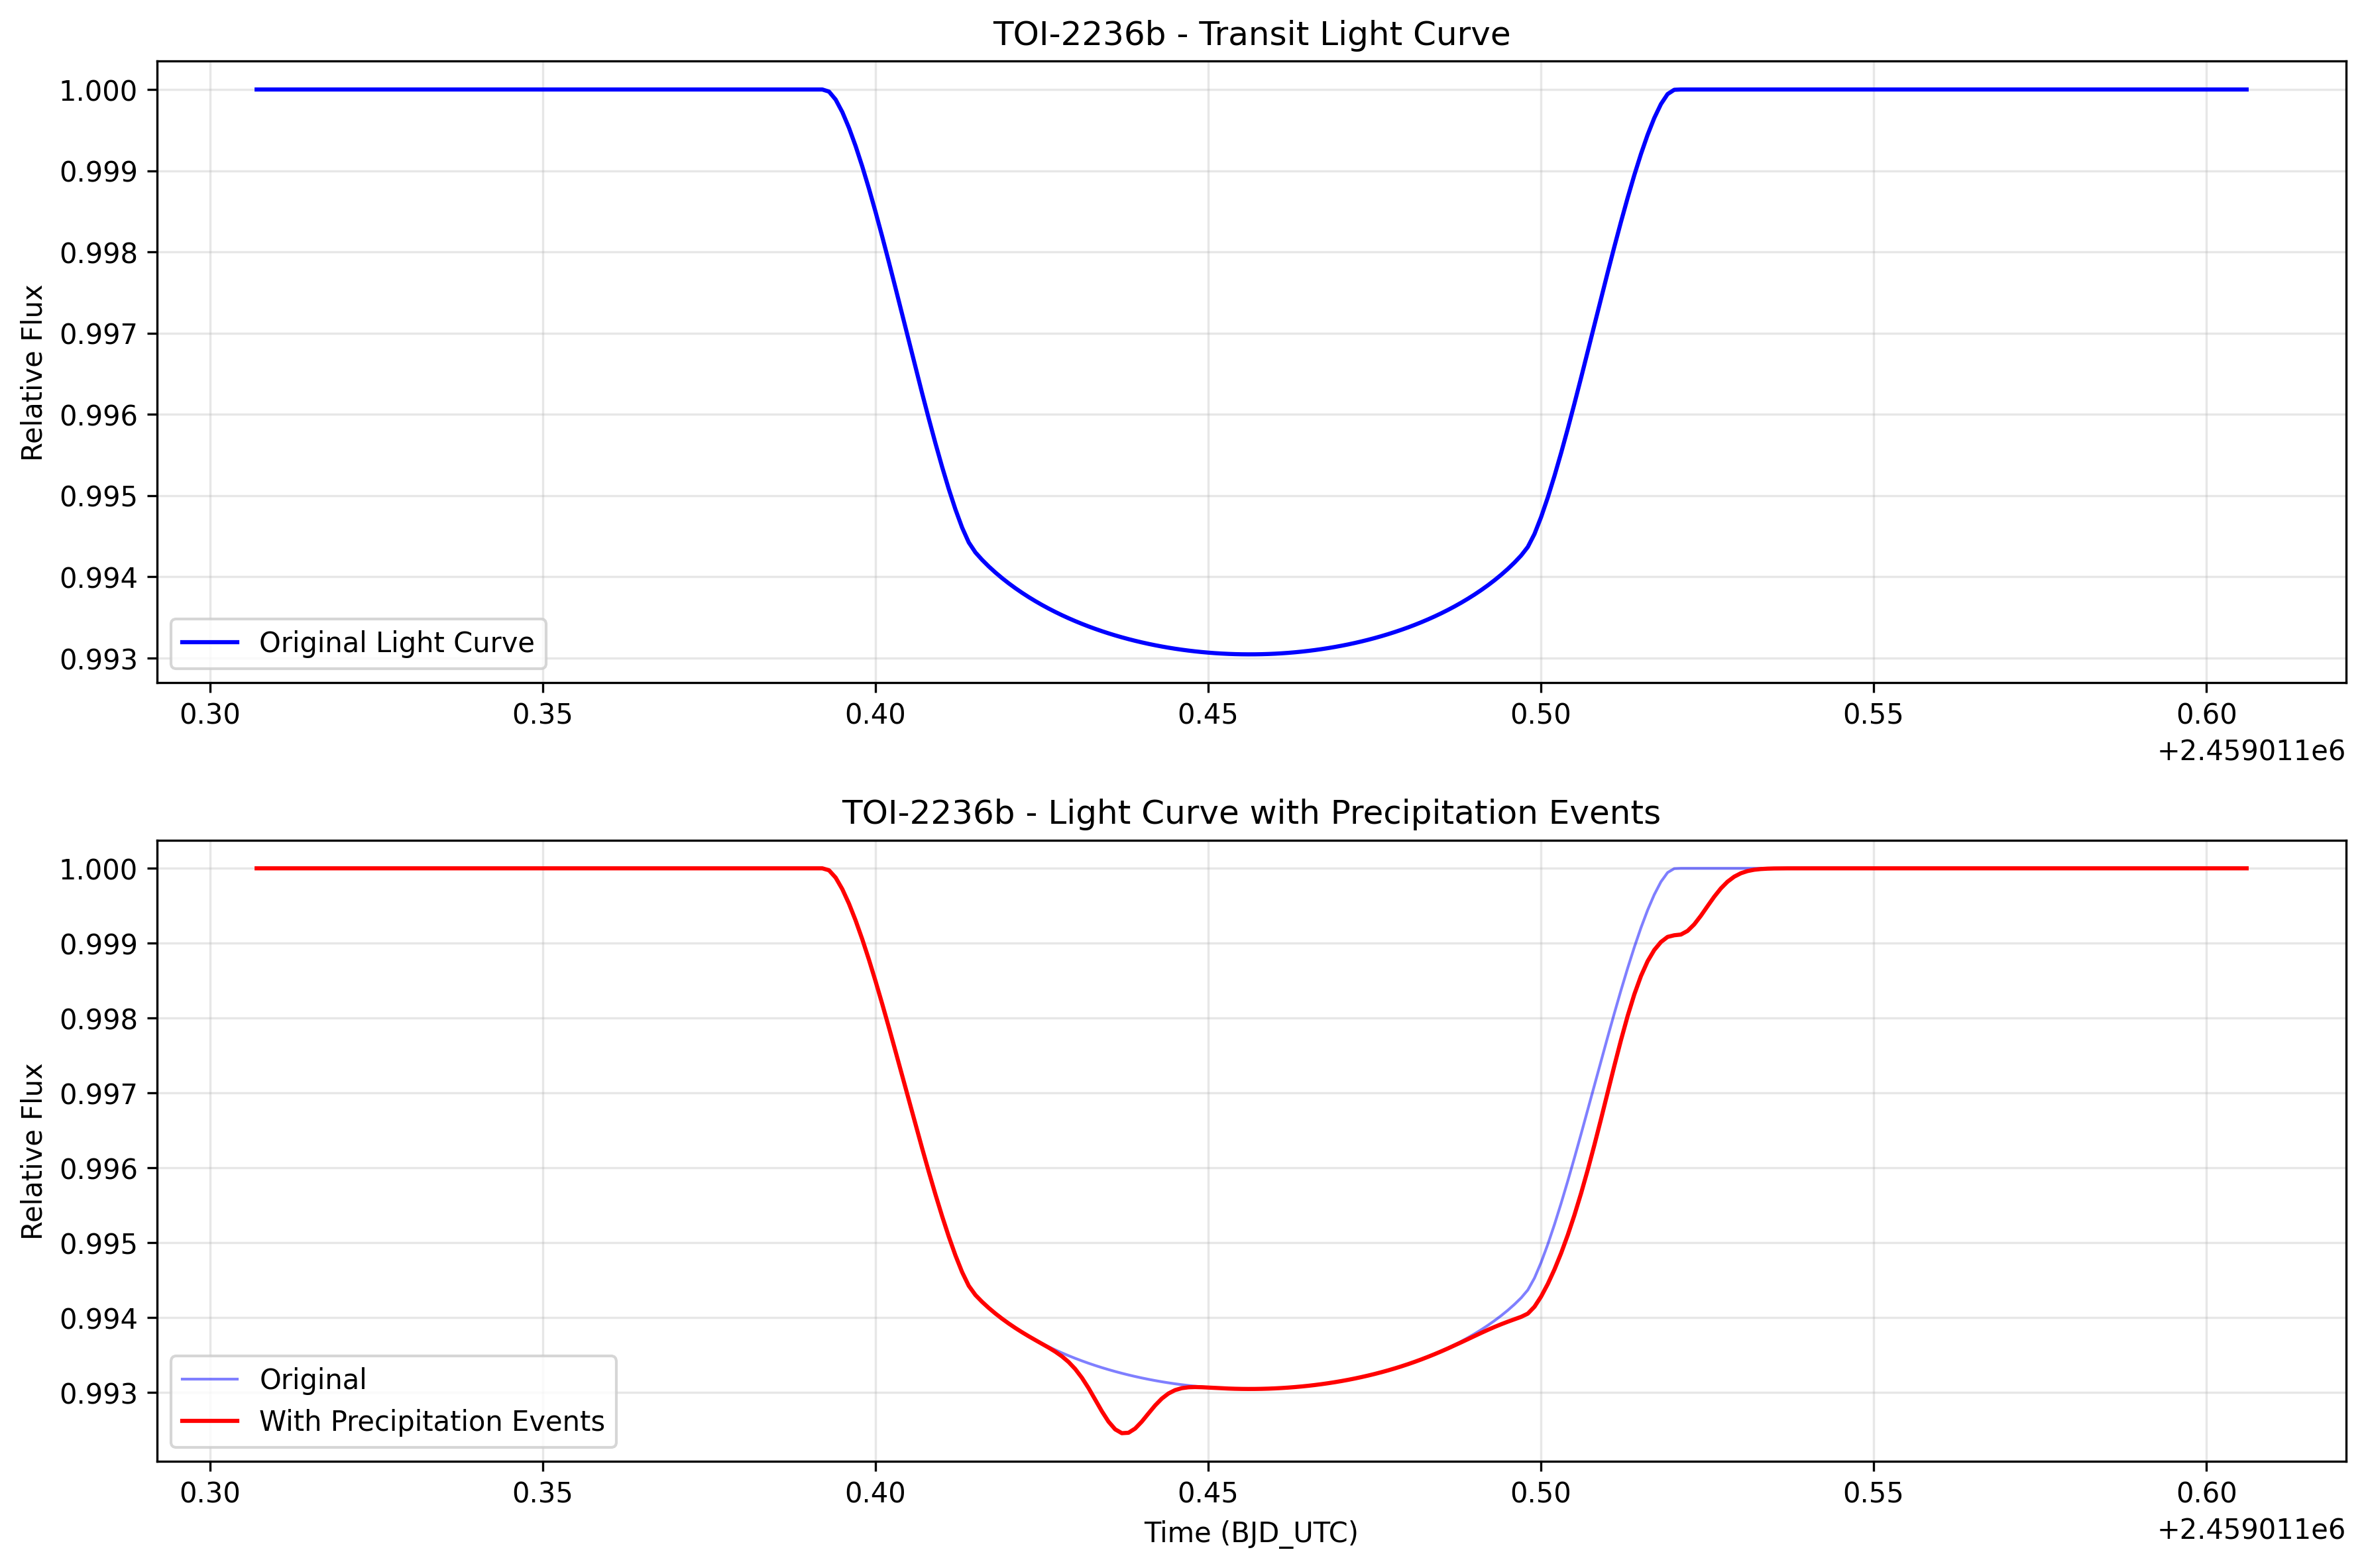 TOI-2236b - Transit Light Curve
1.000
0.999
0.998
0.997
0.996
0.995
0.994
0.993
Relative Flux
Original Light Curve
0.30 0.35 0.40 0.45 0.50 0.55 0.60
+2.459011e6
TOI-2236b - Light Curve with Precipitation Events
1.000
0.999
0.998
0.997
0.996
0.995
0.994
0.993
Relative Flux
Original
With Precipitation Events
0.30 0.35 0.40 0.45 0.50 0.55 0.60
+2.459011e6
Time (BJD_UTC)